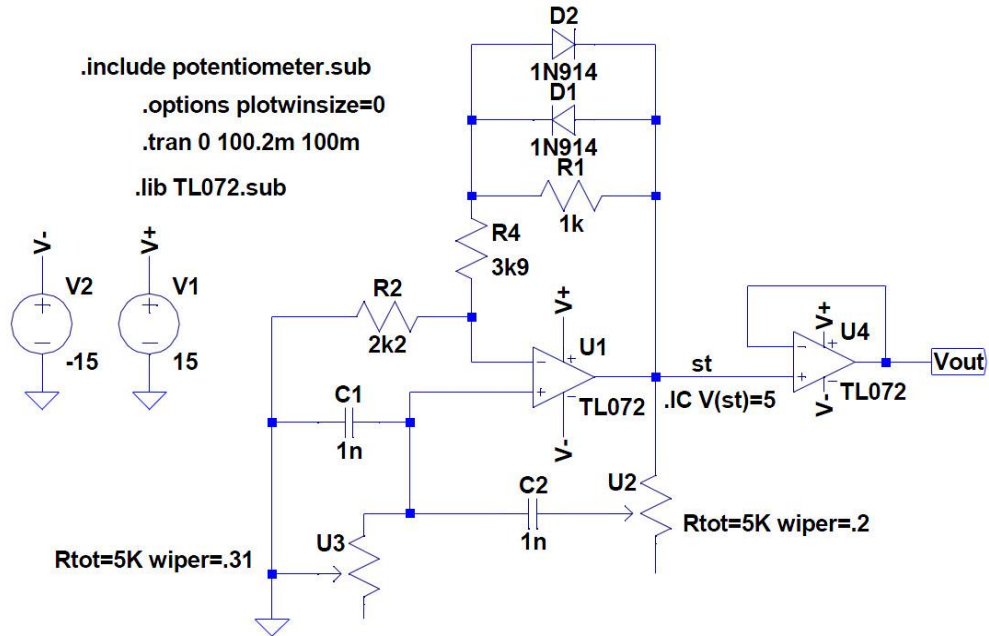 D2
1N914
D1
1N914
R1
1k
.include potentiometer.sub
.options plotwinsize=0
.tran 0 100.2m 100m
.lib TL072.sub
R4
3k9
V-
V2
-15
V+
V1
15
R2
2k2
V+
U1
TL072
V-
st
.IC V(st)=5
V+
U4
TL072
V-
Vout
C1
1n
C2
1n
U2
Rtot=5K wiper=.2
U3
Rtot=5K wiper=.31